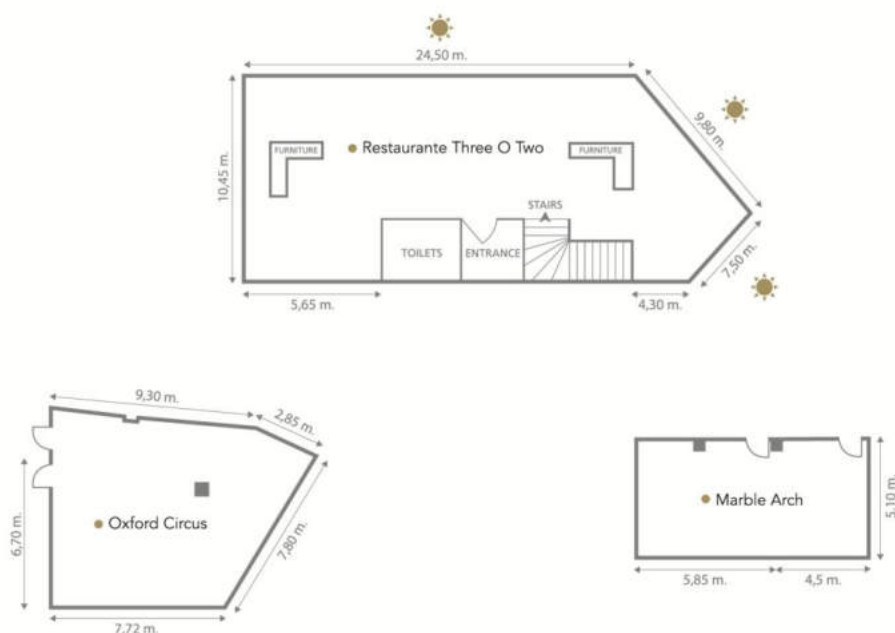 24,50 m.
9,80 m.
10,45 m.
FURNITURE
Restaurante Three O Two
FURNITURE
STAIRS
TOILETS
ENTRANCE
7,50 m.
5,65 m.
4,30 m.
9,30 m.
2,85 m.
6,70 m.
Oxford Circus
7,80 m.
7,72 m.
Marble Arch
5,10 m.
5,85 m.
4,5 m.